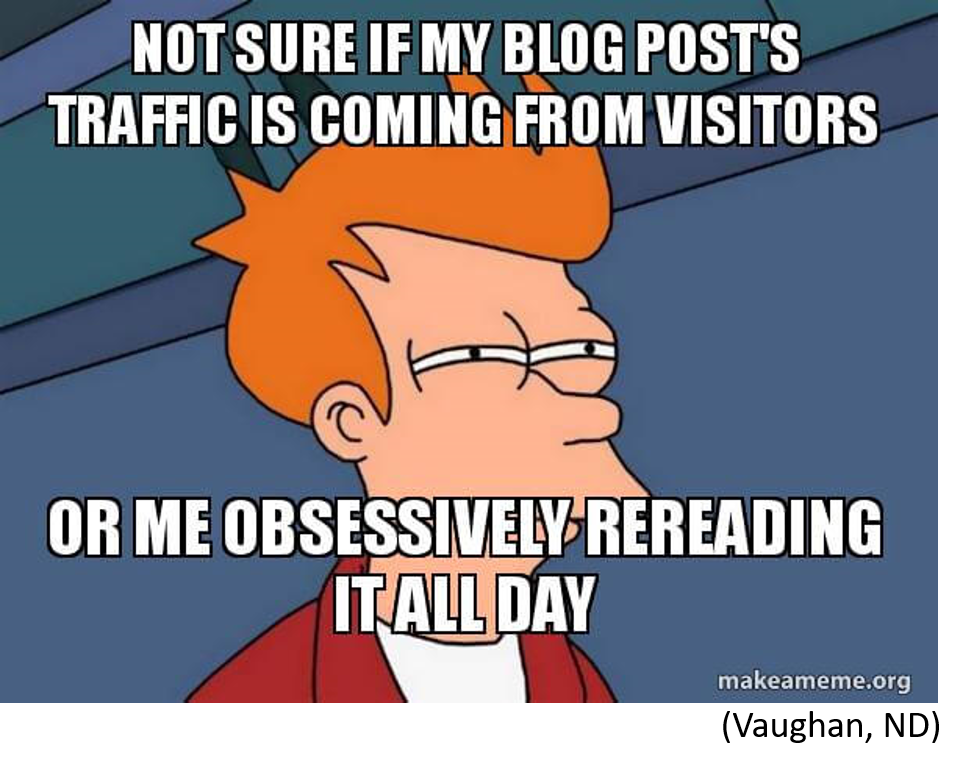 NOT SURE IF MY BLOG POST'S
TRAFFIC IS COMING FROM VISITORS
OR ME OBSESSIVELY REREADING
IT ALL DAY
makeameme.org
(Vaughan, ND)